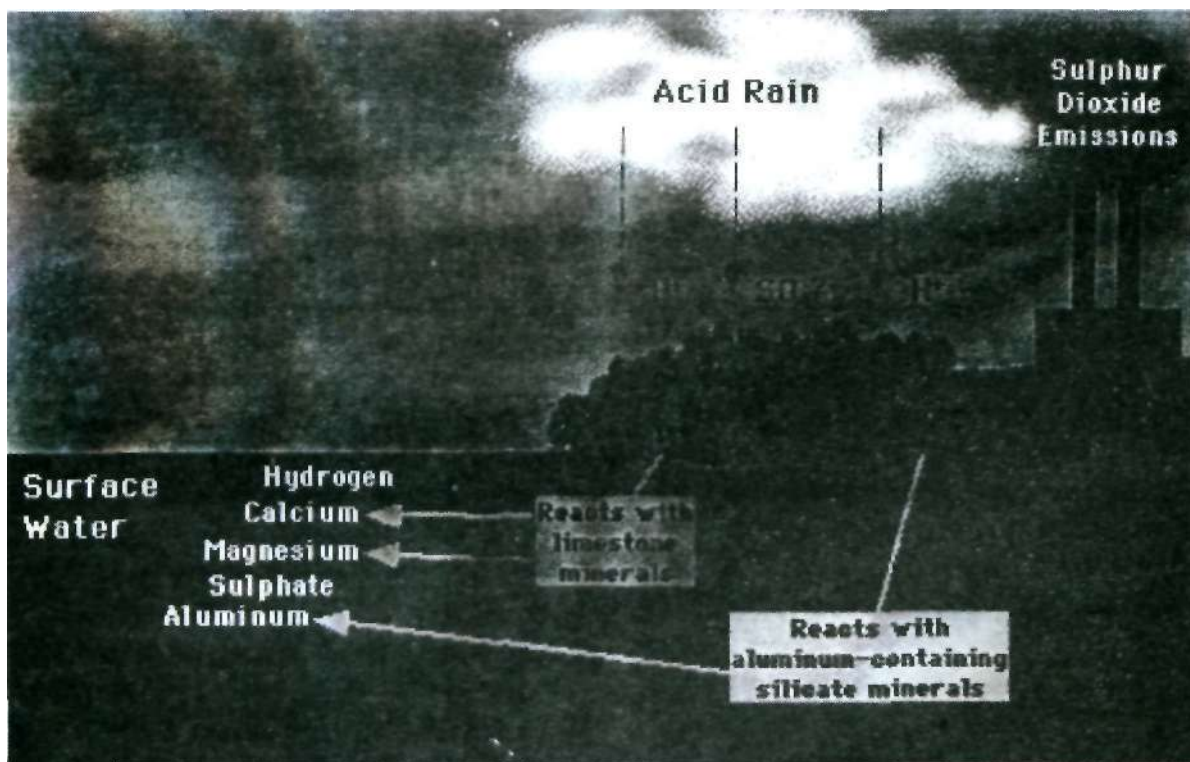 Acid Rain
Sulphur
Dioxide
Emissions
Surface
Water
Hydrogen
Calcium
Magnesium
Sulphate
Aluminum
Reacts with
limestone
minerals
Reacts with
aluminum-containing
silicate minerals